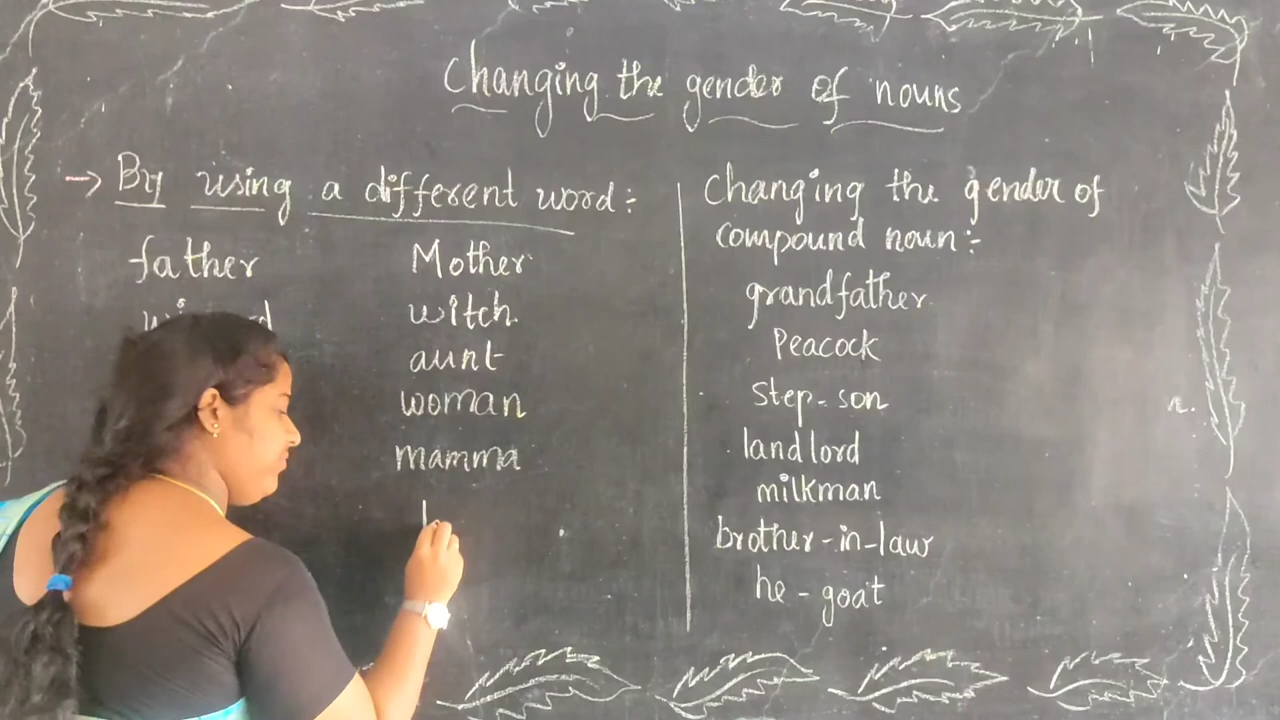 Changing the gender of nouns
→ By using a different word:-
father Mother
witch.
aunt
woman
mamma
Changing the gender of
compound noun:-
grandfather.
Peacock
step-son
landlord
milkman
brother-in-law
he-goat